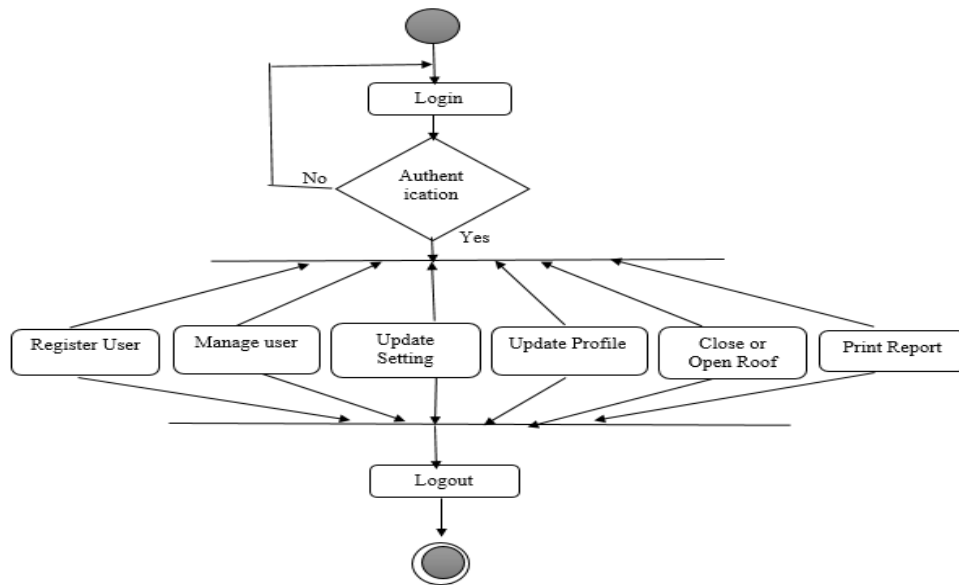 Login
Authent
ication
No
Yes
Register User
Manage user
Update
Setting
Update Profile
Close or
Open Roof
Print Report
Logout